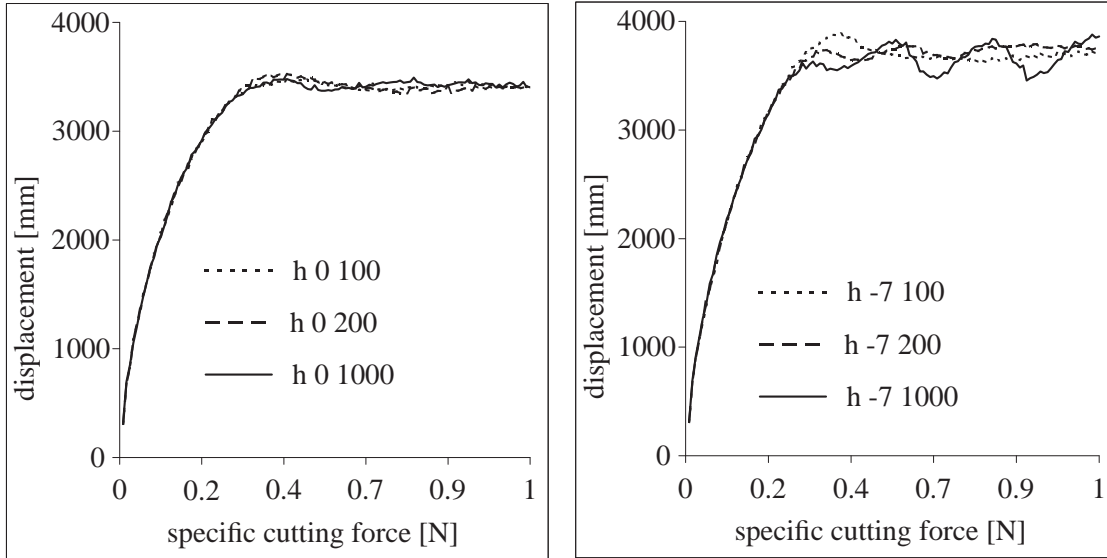 4000
3000
2000
1000
0
displacement [mm]
h 0 100
h 0 200
h 0 1000
0 0.2 0.4 0.7 0.9 1
specific cutting force [N]
4000
3000
2000
1000
0
displacement [mm]
h -7 100
h -7 200
h -7 1000
0 0.2 0.4 0.7 0.9 1
specific cutting force [N]